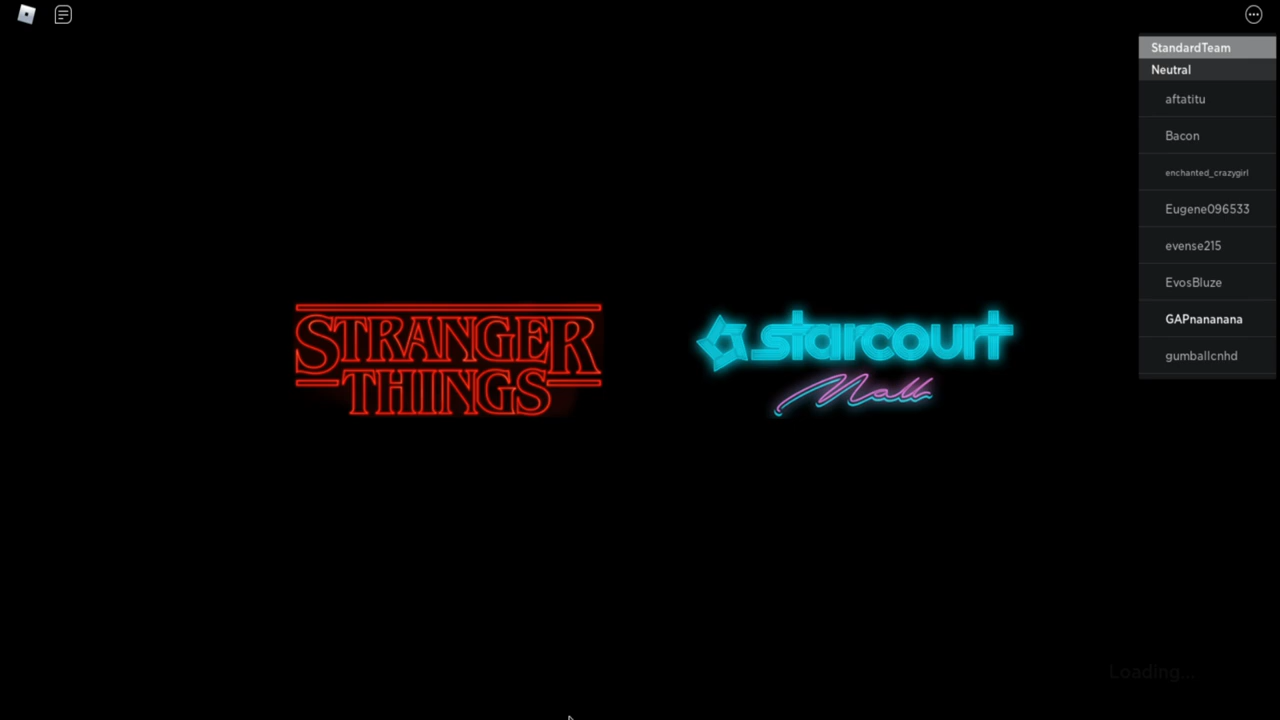 StandardTeam
Neutral
aftatitu
Bacon
enchanted_crazygirl
Eugene096533
evense215
EvosBluze
GAPnananana
gumballcnhd
STRANGER
THINGS
starcourt
Mall
Loading...